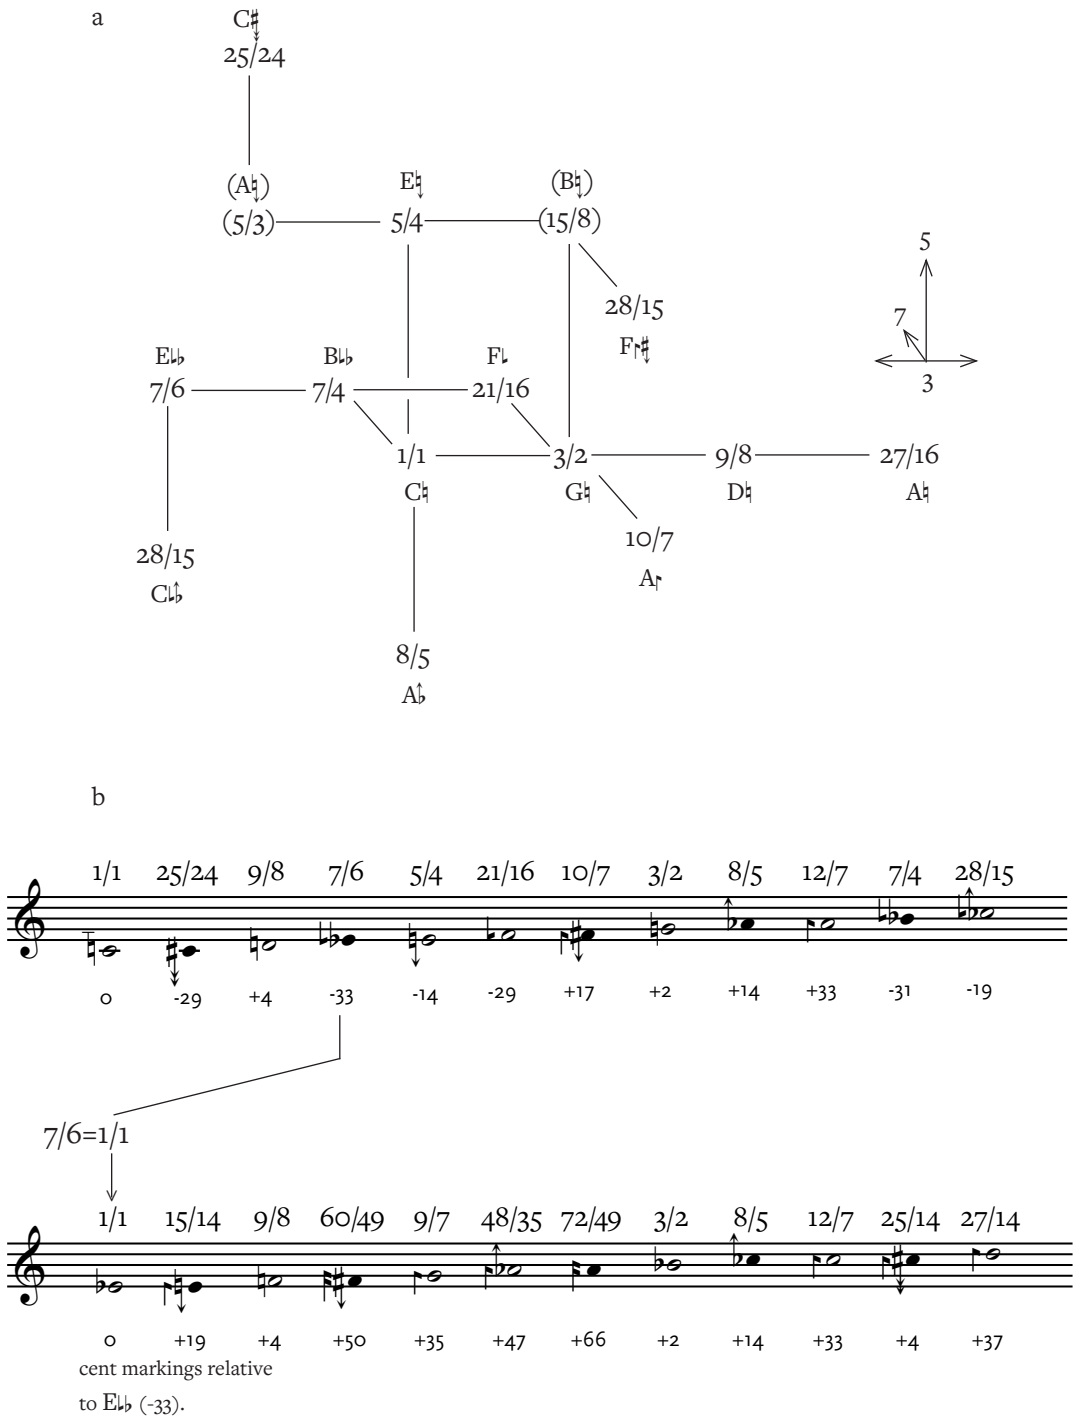 a
C♯
25/24
(A♮) E♮ (B♮)
(5/3) 5/4 (15/8)
5
28/15
7
F♯
E♭ B♭ F
7/6 7/4 21/16
3
1/1 3/2 9/8 27/16
C♮ G♮ D♮ A♮
10/7
28/15
A
C♭
8/5
A♭
b
1/1 25/24 9/8 7/6 5/4 21/16 10/7 3/2 8/5 12/7 7/4 28/15
0 -29 +4 -33 -14 -29 +17 +2 +14 +33 -31 -19
7/6=1/1
1/1 15/14 9/8 60/49 9/7 48/35 72/49 3/2 8/5 12/7 25/14 27/14
0 +19 +4 +50 +35 +47 +66 +2 +14 +33 +4 +37
cent markings relative
to E♭ (-33).